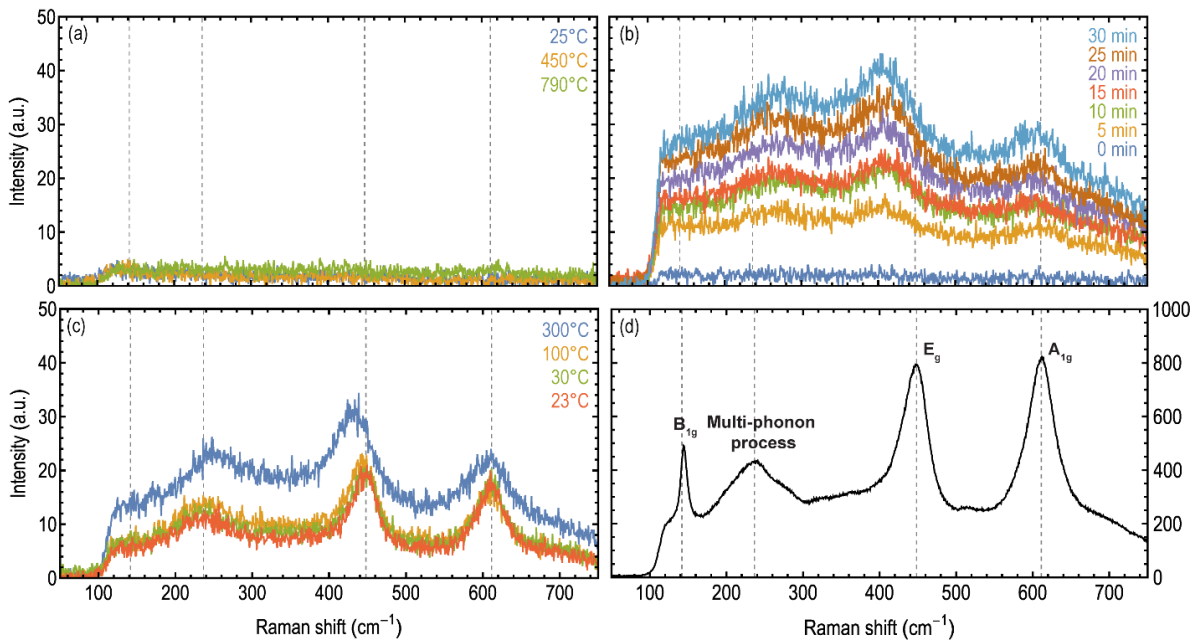 (a)
25°C
450°C
790°C
50
40
30
20
10
0
Intensity (a.u.)
(b)
30 min
25 min
20 min
15 min
10 min
5 min
0 min
(c)
300°C
100°C
30°C
23°C
50
40
30
20
10
0
Intensity (a.u.)
100 200 300 400 500 600 700
Raman shift (cm⁻¹)
(d)
B1g
Multi-phonon
process
Eg
A1g
1000
800
600
400
200
0
100 200 300 400 500 600 700
Raman shift (cm⁻¹)